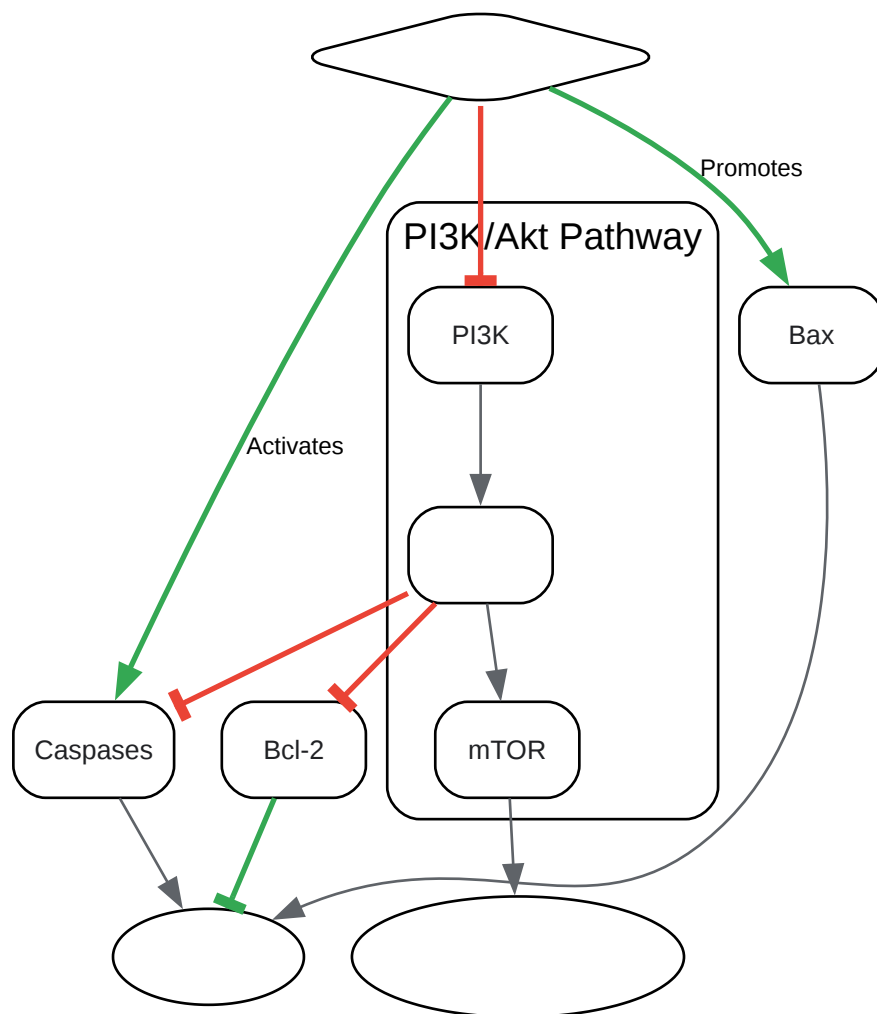 Promotes
PI3K/Akt Pathway
PI3K
Bax
Activates
Caspases
Bcl-2
mTOR